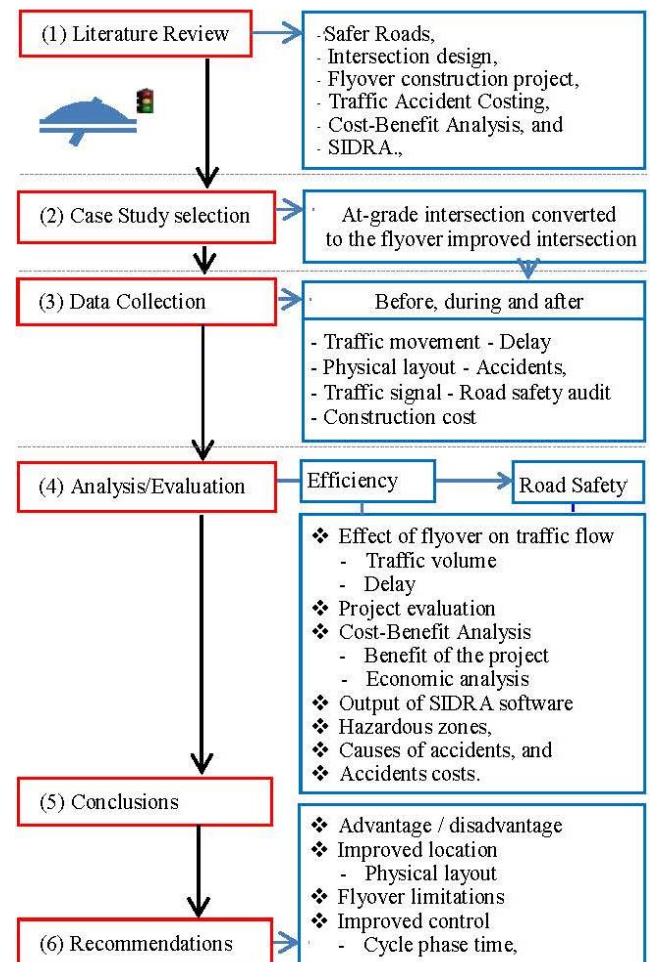 (1) Literature Review
- Safer Roads,
- Intersection design,
- Flyover construction project,
- Traffic Accident Costing,
- Cost-Benefit Analysis, and
- SIDRA.,
(2) Case Study selection
At-grade intersection converted
to the flyover improved intersection
(3) Data Collection
Before, during and after
- Traffic movement - Delay
- Physical layout - Accidents,
- Traffic signal - Road safety audit
- Construction cost
(4) Analysis/Evaluation
Efficiency
Road Safety
❖ Effect of flyover on traffic flow
- Traffic volume
- Delay
❖ Project evaluation
❖ Cost-Benefit Analysis
- Benefit of the project
- Economic analysis
❖ Output of SIDRA software
❖ Hazardous zones,
❖ Causes of accidents, and
❖ Accidents costs.
(5) Conclusions
❖ Advantage / disadvantage
❖ Improved location
- Physical layout
❖ Flyover limitations
❖ Improved control
- Cycle phase time,
(6) Recommendations